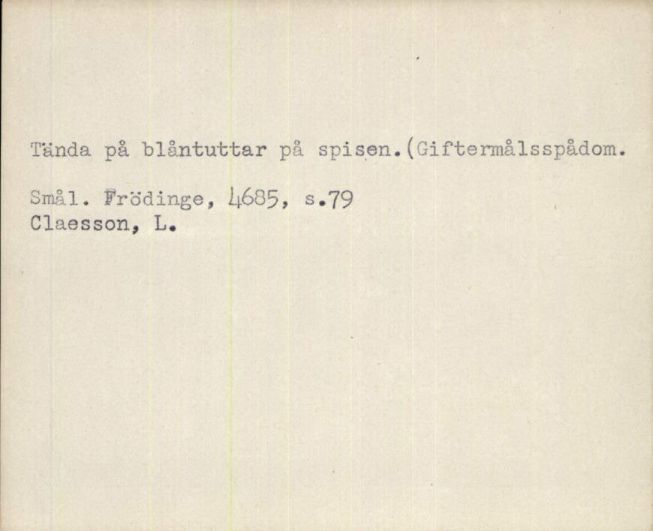 Tända på blåntuttar på spisen.(Giftermålsspådom.
Smål. Frödinge, 4685, s.79
Claesson, L.